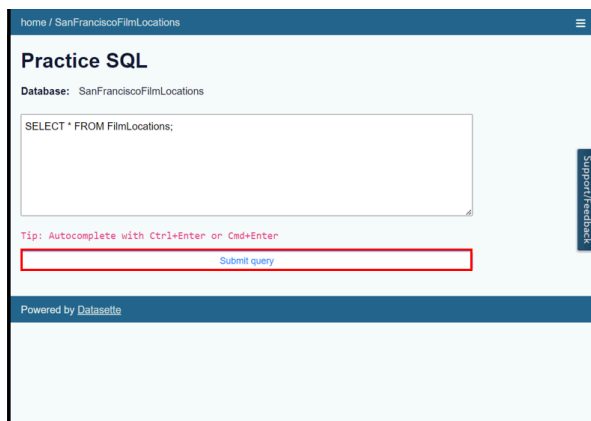 home / SanFranciscoFilmLocations
Practice SQL
Database: SanFranciscoFilmLocations
SELECT * FROM FilmLocations;
Support/Feedback
Tip: Autocomplete with Ctrl+Enter or Cmd+Enter
Submit query
Powered by Datasette